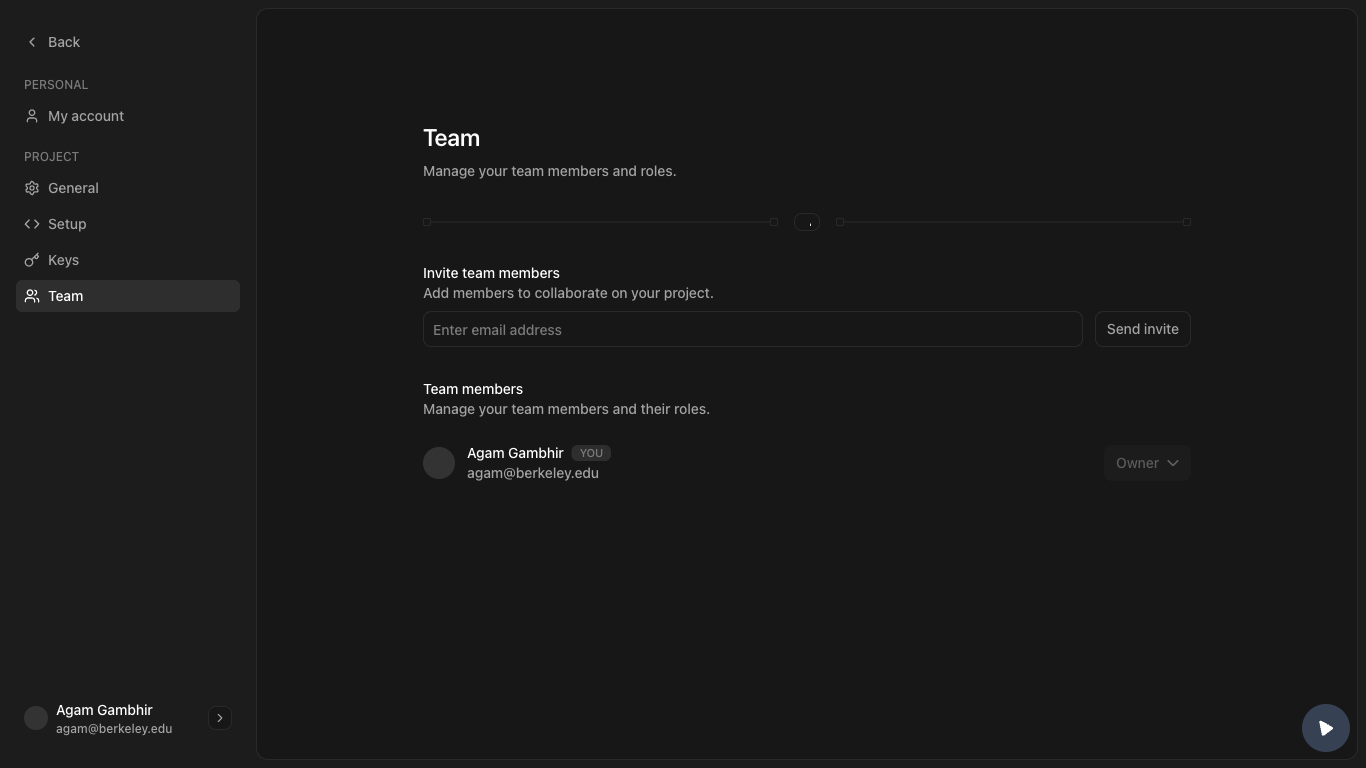 Back
PERSONAL
My account
PROJECT
General
Setup
Keys
Team
Team
Manage your team members and roles.
Invite team members
Add members to collaborate on your project.
Enter email address
Send invite
Team members
Manage your team members and their roles.
Agam Gambhir YOU
agam@berkeley.edu
Owner
Agam Gambhir
agam@berkeley.edu